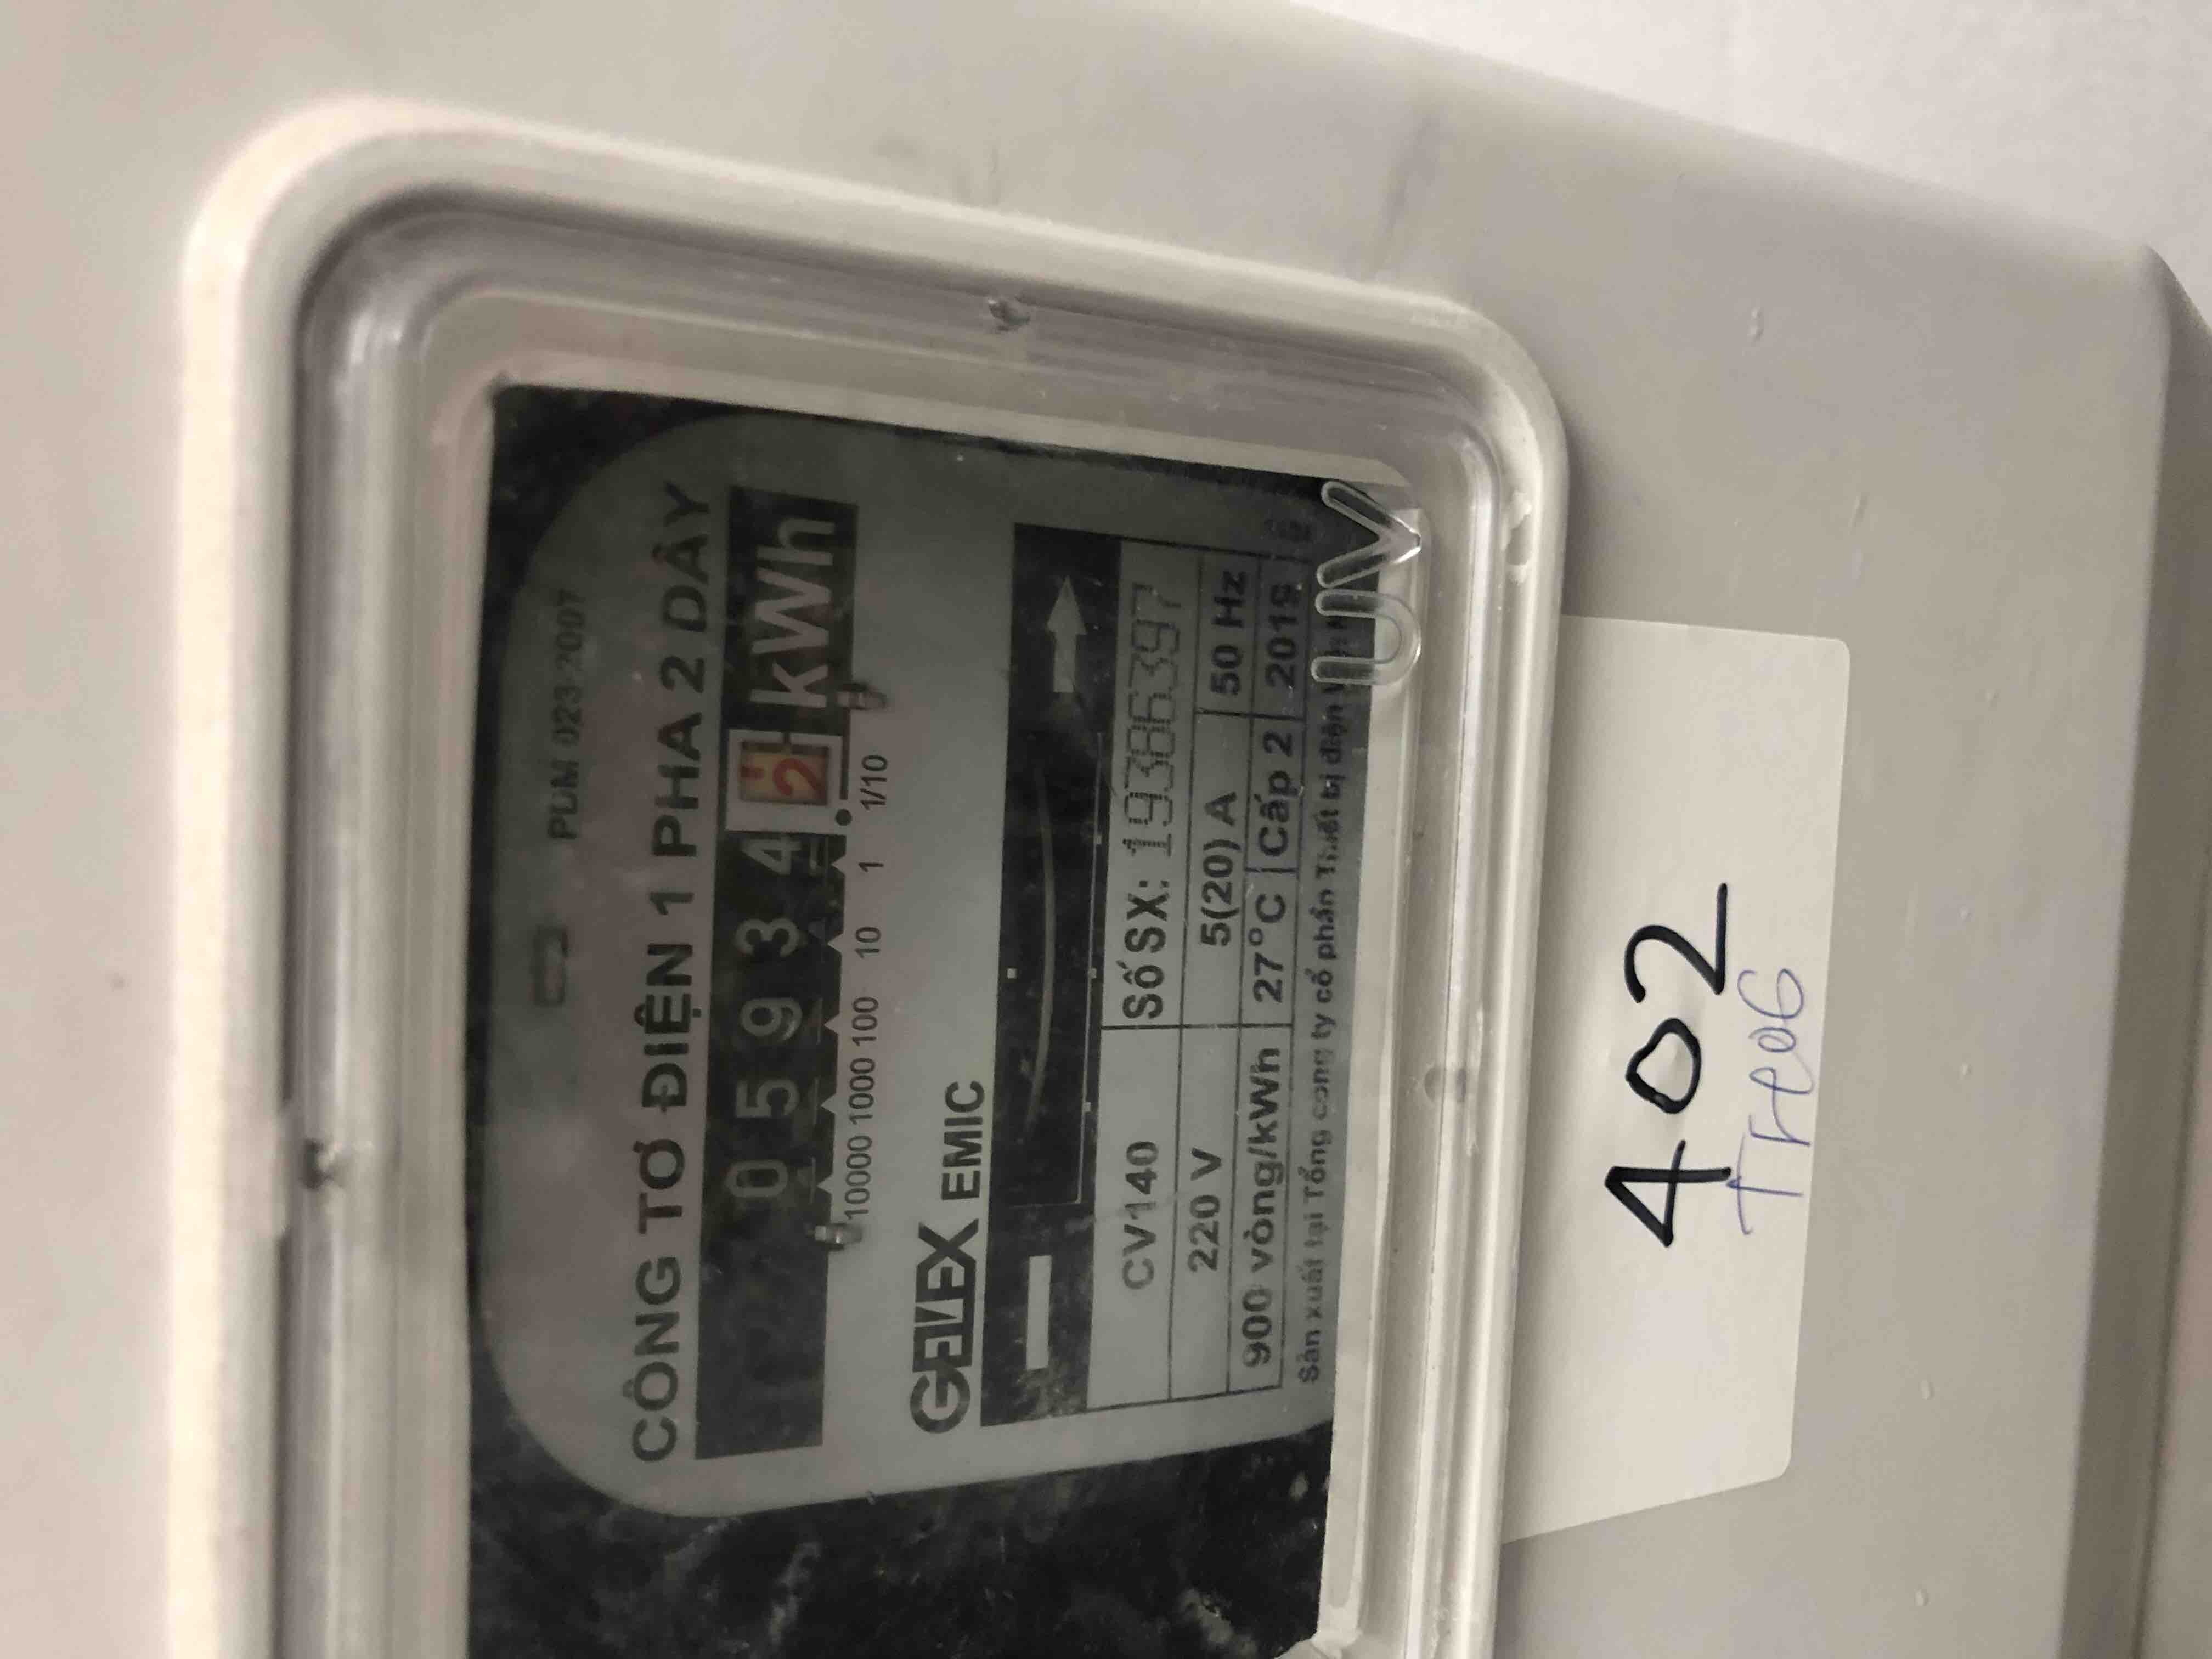 PDM 023-2007
CÔNG TƠ ĐIỆN 1 PHA 2 DÂY
0 5 9 3 4 2 kWh
10000 1000 100 10 1 1/10
GELEX EMIC
CV140 Số SX: 19386397
220 V 5(20) A 50 Hz
900 vòng/kWh 27°C Cấp 2 2019
Sản xuất tại Tổng công ty cổ phần Thiết bị điện
UV
402